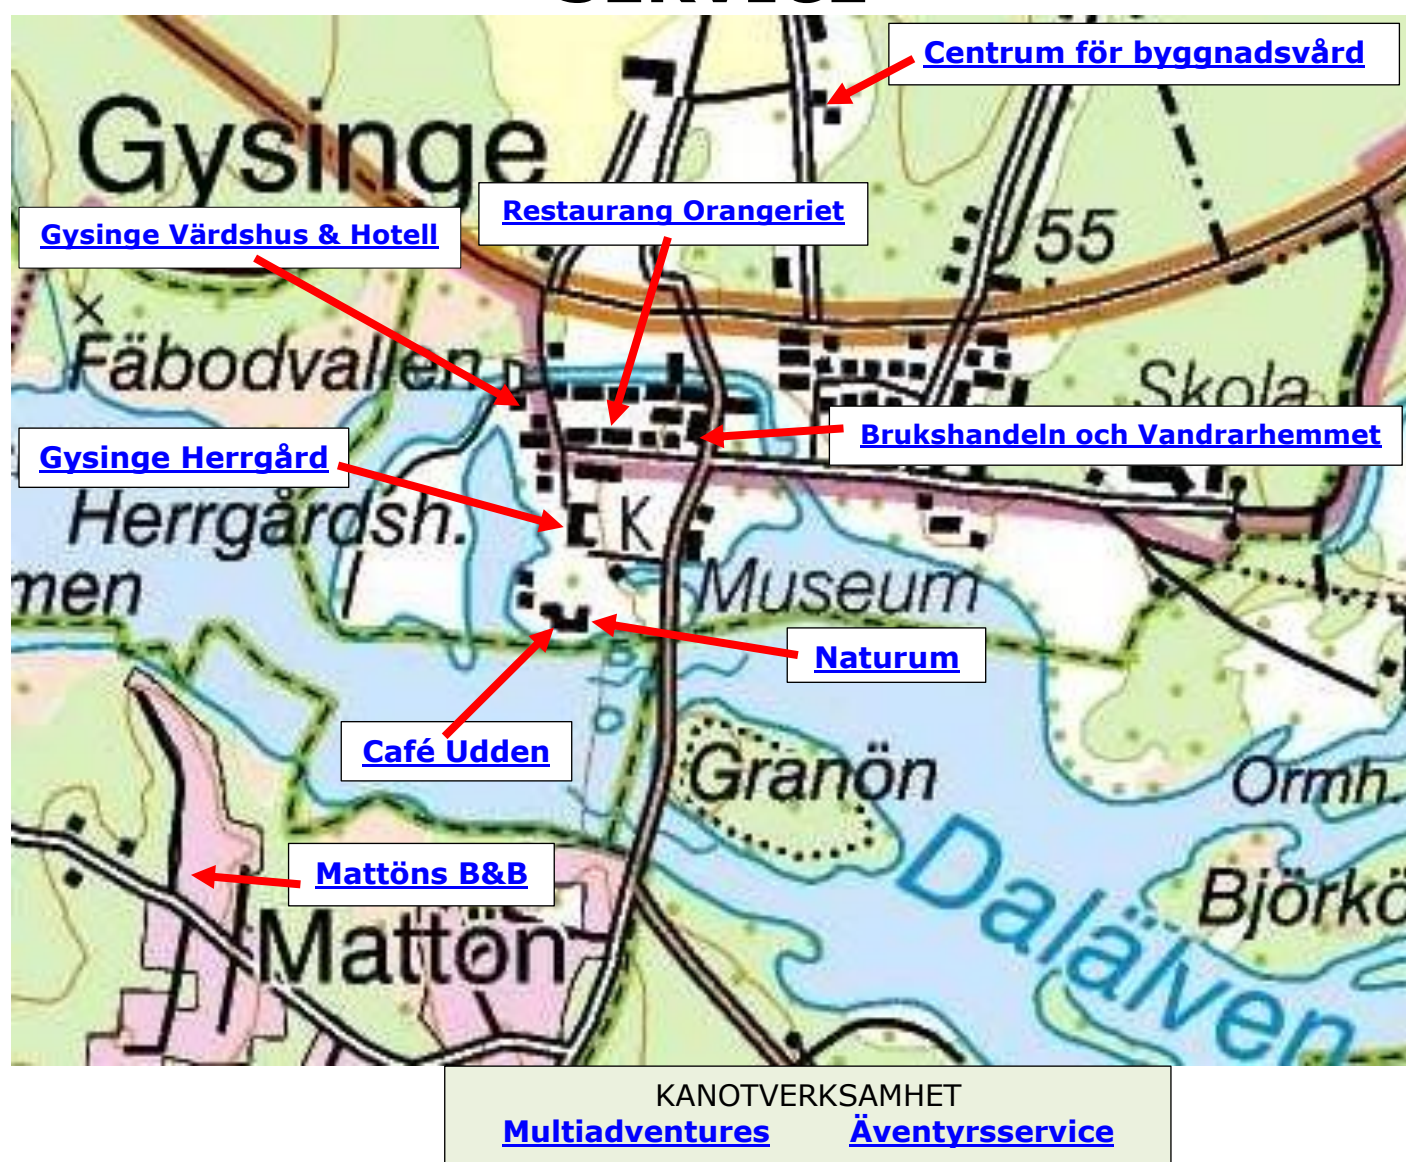 SERVICE
Centrum för byggnadsvård
Gysinge
Restaurang Orangeriet
Gysinge Värdshus & Hotell
55
Fäbodvallen
Skola
Brukshandeln och Vandrarhemmet
Gysinge Herrgård
Herrgårdsh.
K
men
Museum
Naturum
Café Udden
Granön
Ormh.
Mattöns B&B
Björkö
Mattön
Dalälven
KANOTVERKSAMHET
Multiadventures Äventyrsservice